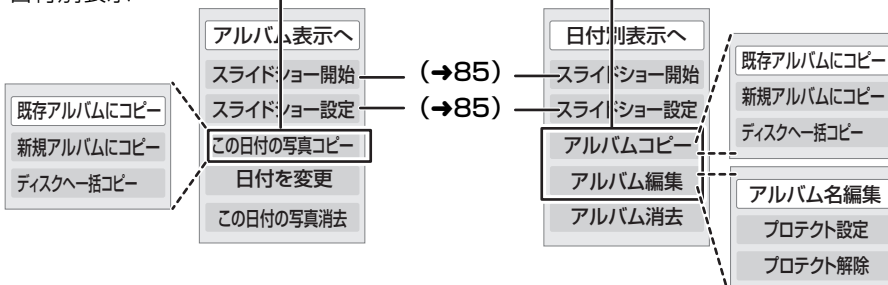 アルバム表示へ
スライドショー開始
スライドショー設定
この日付の写真コピー
日付を変更
この日付の写真消去
既存アルバムにコピー
新規アルバムにコピー
ディスクへ一括コピー
(➔85)
(➔85)
日付別表示へ
スライドショー開始
スライドショー設定
アルバムコピー
アルバム編集
アルバム消去
既存アルバムにコピー
新規アルバムにコピー
ディスクへ一括コピー
アルバム名編集
プロテクト設定
プロテクト解除